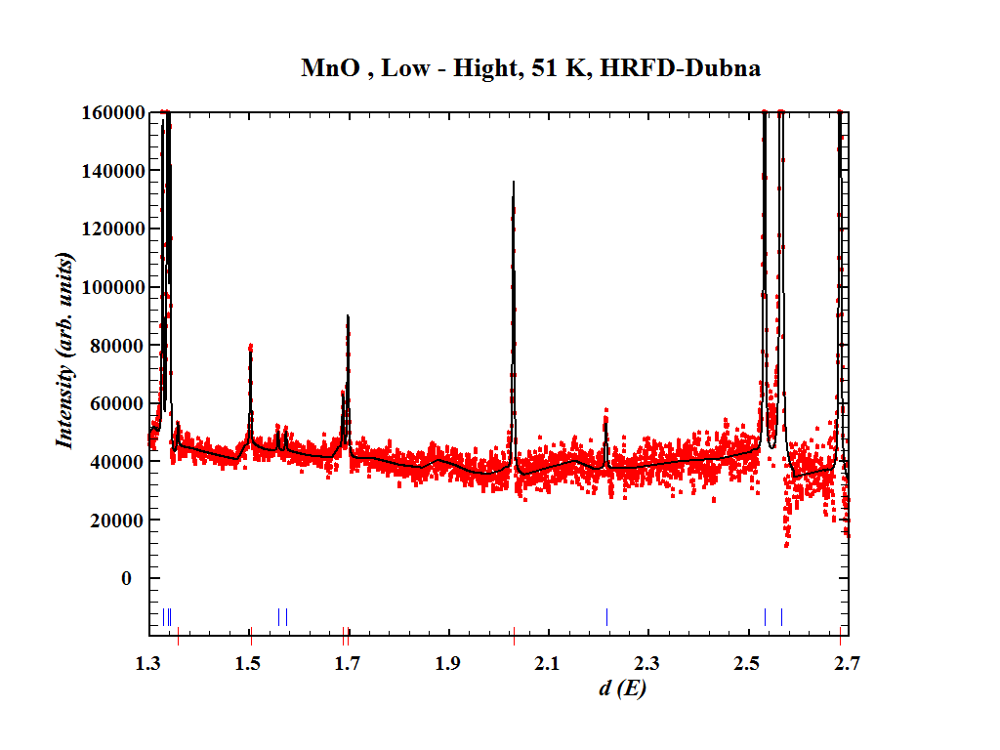 MnO , Low - Hight, 51 K, HRFD-Dubna
160000
140000
120000
100000
80000
60000
40000
20000
0
Intensity (arb. units)
1.3 1.5 1.7 1.9 2.1 2.3 2.5 2.7
d (E)